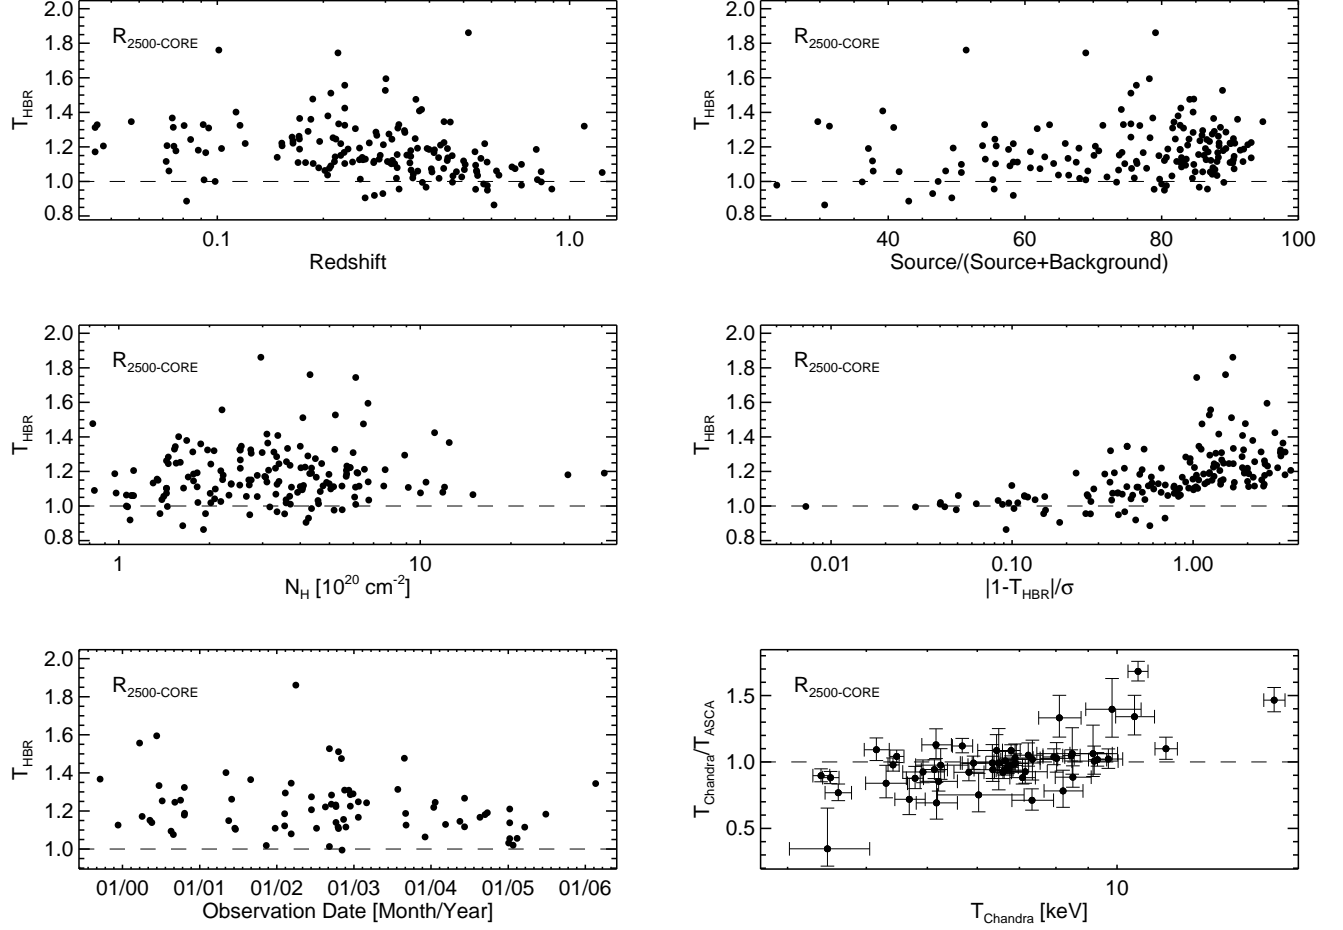 2.0
1.8
1.6
1.4
1.2
1.0
0.8
T_HBR
R_2500-CORE
0.1 1.0
Redshift
2.0
1.8
1.6
1.4
1.2
1.0
0.8
T_HBR
R_2500-CORE
40 60 80 100
Source/(Source+Background)
2.0
1.8
1.6
1.4
1.2
1.0
0.8
T_HBR
R_2500-CORE
1 10
N_H [10^20 cm^-2]
2.0
1.8
1.6
1.4
1.2
1.0
0.8
T_HBR
R_2500-CORE
0.01 0.10 1.00
|1-T_HBR|/σ
2.0
1.8
1.6
1.4
1.2
1.0
T_HBR
R_2500-CORE
01/00 01/01 01/02 01/03 01/04 01/05 01/06
Observation Date [Month/Year]
1.5
1.0
0.5
T_Chandra/T_ASCA
R_2500-CORE
10
T_Chandra [keV]